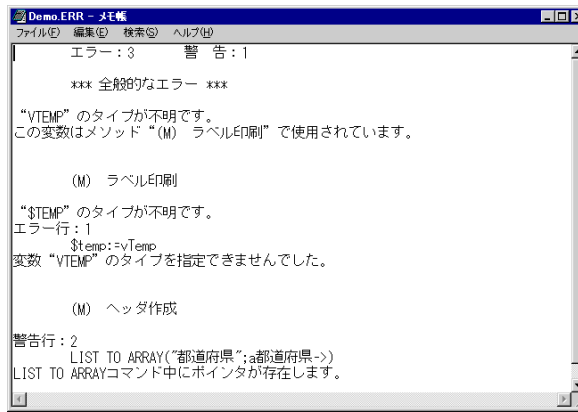 Demo.ERR - メモ帳
ファイル(F) 編集(E) 検索(S) ヘルプ(H)
エラー:3 警 告:1
*** 全般的なエラー ***
“VTEMP”のタイプが不明です。
この変数はメソッド“(M) ラベル印刷”で使用されています。
(M) ラベル印刷
“$TEMP”のタイプが不明です。
エラー行:1
$temp:=vTemp
変数“VTEMP”のタイプを指定できませんでした。
(M) ヘッダ作成
警告行:2
LIST TO ARRAY("都道府県";a都道府県->)
LIST TO ARRAYコマンド中にポインタが存在します。